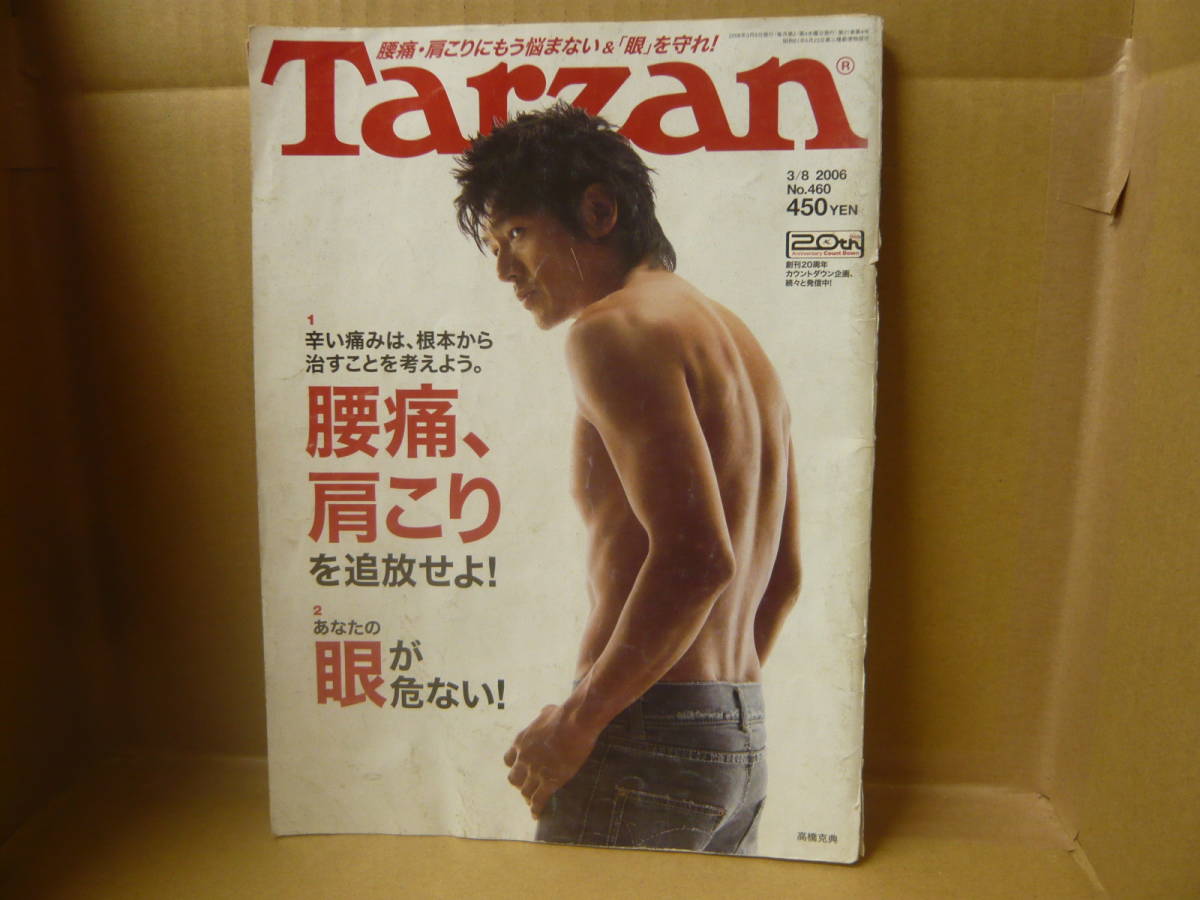 腰痛・肩こりにもう悩まない&「眼」を守れ!
Tarzan®
3/8 2006
No.460
450YEN
20th
Anniversary Count Down
創刊20周年
カウントダウン企画、
続々と発信中!
1
辛い痛みは、根本から
治すことを考えよう。
腰痛、
肩こり
を追放せよ!
2
あなたの
眼が
危ない!
高橋克典